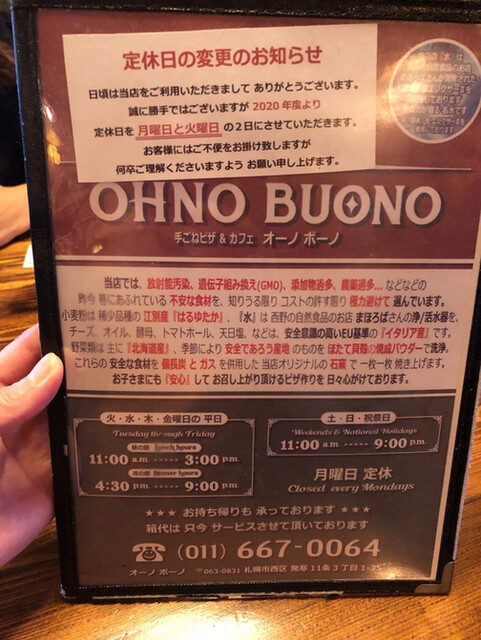 定休日の変更のお知らせ
日頃は当店をご利用いただきまして ありがとうございます。
誠に勝手ではございますが 2020 年度より
定休日を 月曜日と火曜日 の２日にさせていただきます。
お客様にはご不便をお掛け致しますが
何卒ご理解くださいますよう お願い申し上げます。
OHNO BUONO
手ごねピザ & カフェ オーノ ボーノ
当店では、放射能汚染、遺伝子組み換え(GMO)、添加物過多、農薬過多... などなどの
昨今 巷にあふれている 不安な食材を、知りうる限り コストの許す限り 極力避けて 選んでいます。
小麦粉は 稀少品種の 江別産『はるゆたか』、『水』は 西野の自然食品のお店 まほろばさんの浄/活水器を、
チーズ、オイル、酵母、トマトホール、天日塩、などは、安全意識の高いEU基準の『イタリア産』です。
野菜類は 主に『北海道産』、季節により 安全であろう産地 のものを ほたて貝殻の焼成パウダーで洗浄。
これらの 安全な食材を 備長炭 と ガス を併用した 当店オリジナルの 石窯 で 一枚一枚 焼き上げます。
お子さまにも『安心』して お召し上がり頂けるピザ作りを 日々心がけております。
火・水・木・金曜日の 平日
Tuesday through Friday
昼の部 Lunch hours
11:00 a.m. ----- 3:00 p.m.
夜の部 Dinner hours
4:30 p.m. ----- 9:00 p.m.
土・日・祝祭日
Weekends & National Holidays
11:00 a.m. ----- 9:00 p.m.
月曜日 定休
Closed every Mondays
★★★ お持ち帰りも 承っております ★★★
箱代は 只今 サービスさせて頂いております
(011) 667-0064
オーノ ボーノ 〒063-0831 札幌市西区 発寒 11条 3丁目